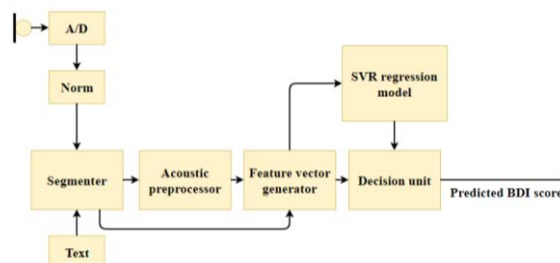 A/D
Norm
SVR regression
model
Segmenter
Acoustic
preprocessor
Feature vector
generator
Decision unit
Predicted BDI score
Text